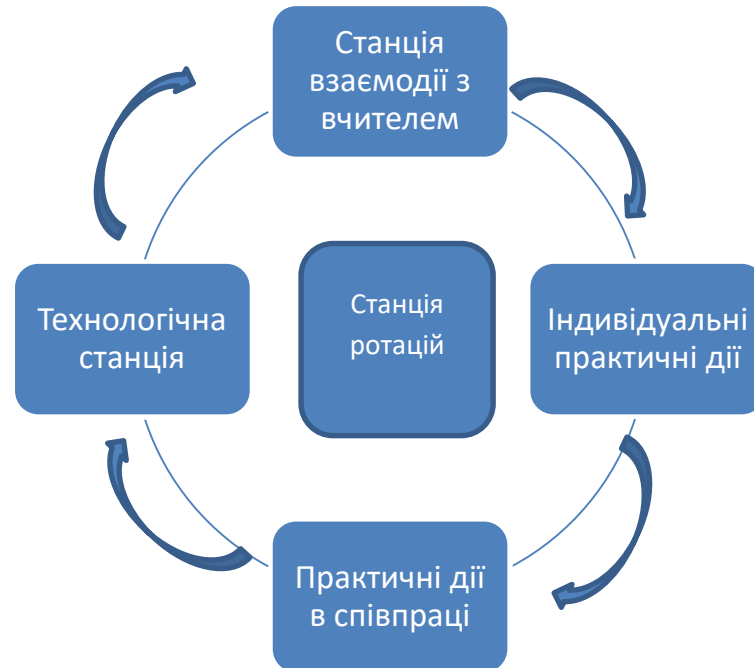 Станція
взаємодії з
вчителем
Технологічна
станція
Станція
ротацій
Індивідуальні
практичні дії
Практичні дії
в співпраці